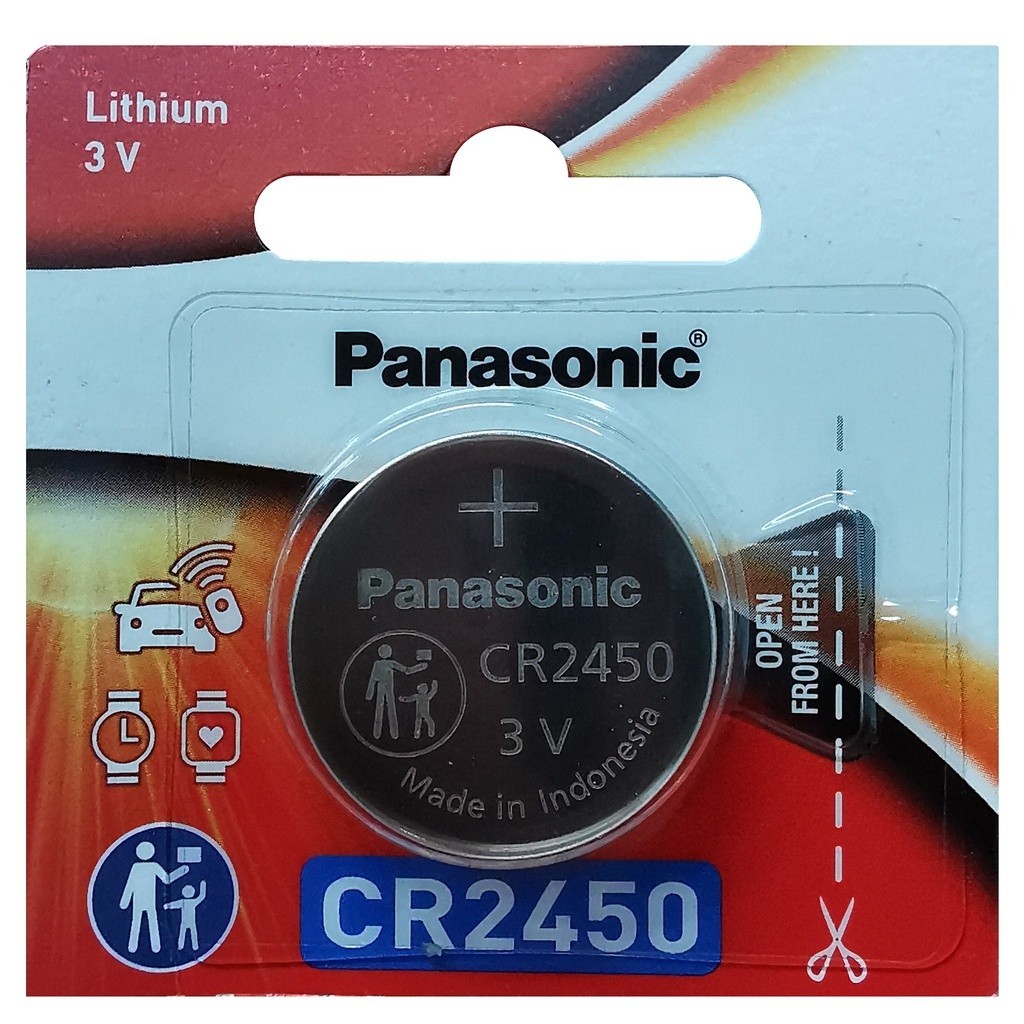 Lithium
3 V
Panasonic®
+
Panasonic
CR2450
3 V
Made in Indonesia
OPEN
FROM HERE!
CR2450